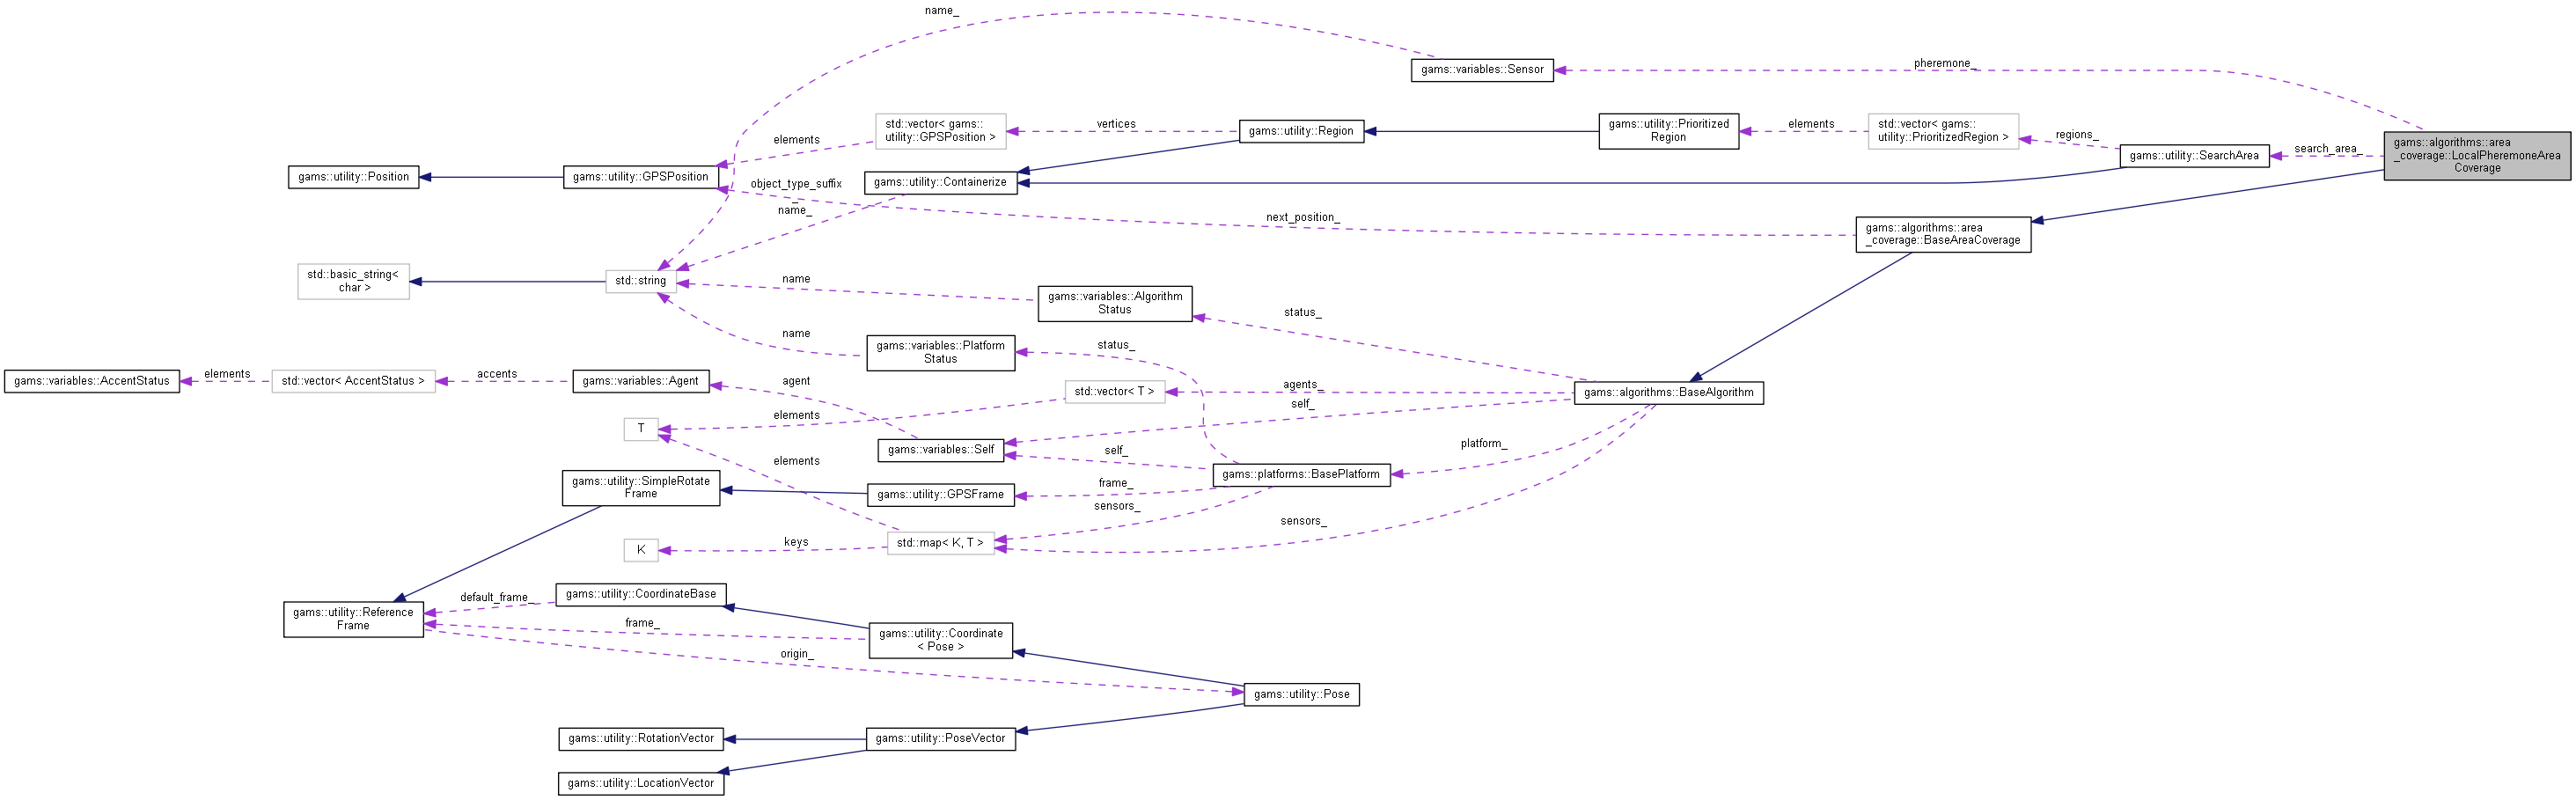 name_
gams::variables::Sensor
pheremone_
std::vector< gams::
utility::GPSPosition >
vertices
gams::utility::Region
gams::utility::Prioritized
Region
elements
std::vector< gams::
utility::PrioritizedRegion >
regions_
gams::utility::SearchArea
search_area_
gams::algorithms::area
_coverage::LocalPheremoneArea
Coverage
elements
gams::utility::Position
gams::utility::GPSPosition
object_type_suffix
_
name_
gams::utility::Containerize
next_position_
gams::algorithms::area
_coverage::BaseAreaCoverage
std::basic_string<
char >
std::string
name
gams::variables::Algorithm
Status
status_
name
gams::variables::Platform
Status
status_
gams::variables::AccentStatus
elements
std::vector< AccentStatus >
accents
gams::variables::Agent
agent
std::vector< T >
agents_
gams::algorithms::BaseAlgorithm
self_
elements
T
gams::variables::Self
self_
platform_
gams::platforms::BasePlatform
elements
gams::utility::SimpleRotate
Frame
gams::utility::GPSFrame
frame_
sensors_
sensors_
K
keys
std::map< K, T >
gams::utility::Reference
Frame
default_frame_
gams::utility::CoordinateBase
frame_
gams::utility::Coordinate
< Pose >
origin_
gams::utility::Pose
gams::utility::RotationVector
gams::utility::PoseVector
gams::utility::LocationVector